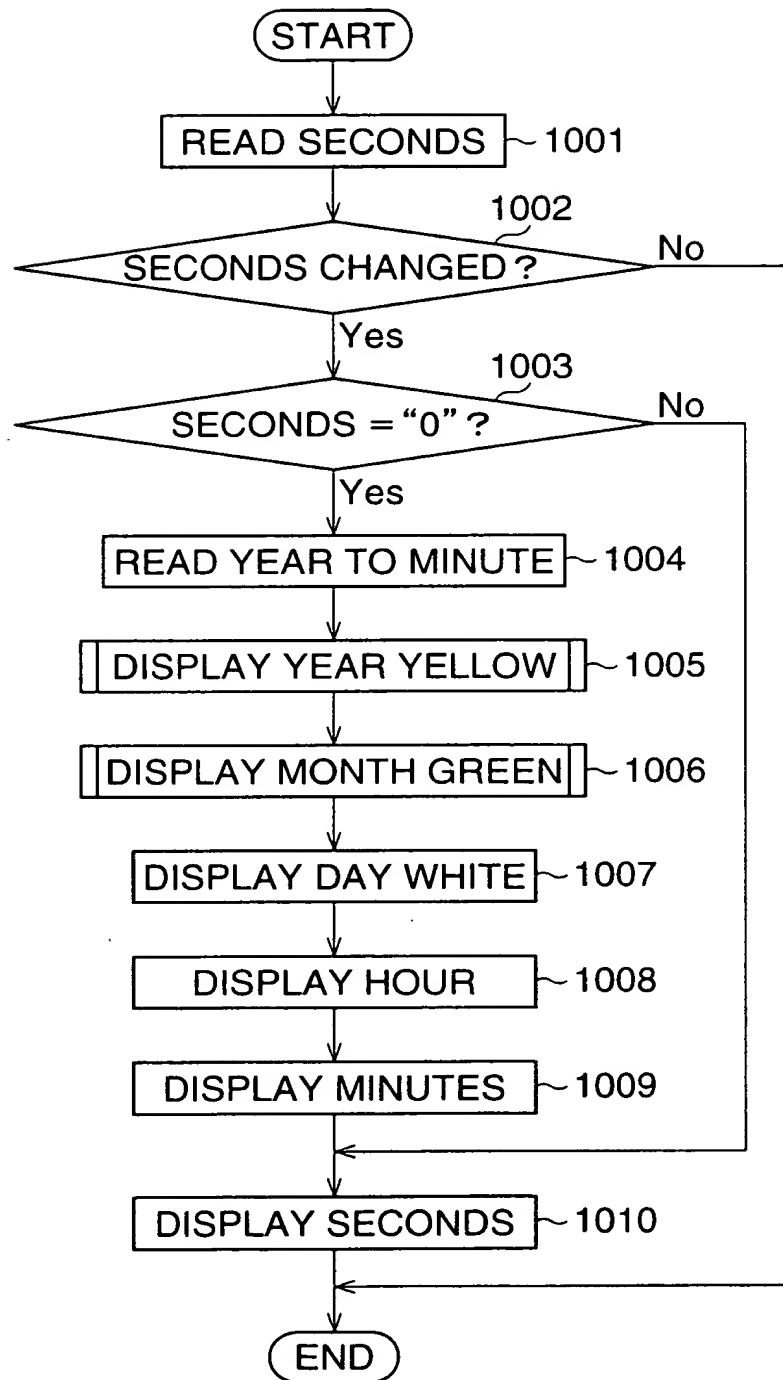 START
READ SECONDS 1001
1002
SECONDS CHANGED? No
Yes
1003
SECONDS = “0”? No
Yes
READ YEAR TO MINUTE 1004
DISPLAY YEAR YELLOW 1005
DISPLAY MONTH GREEN 1006
DISPLAY DAY WHITE 1007
DISPLAY HOUR 1008
DISPLAY MINUTES 1009
DISPLAY SECONDS 1010
END